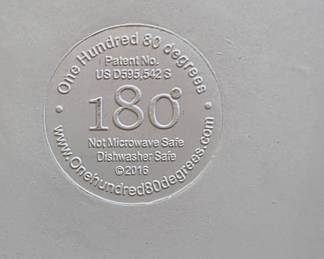 • One Hundred 80 degrees •
Patent No.
US D595,542 S
180°
Not Microwave Safe
Dishwasher Safe
©2016
www.Onehundred80degrees.com